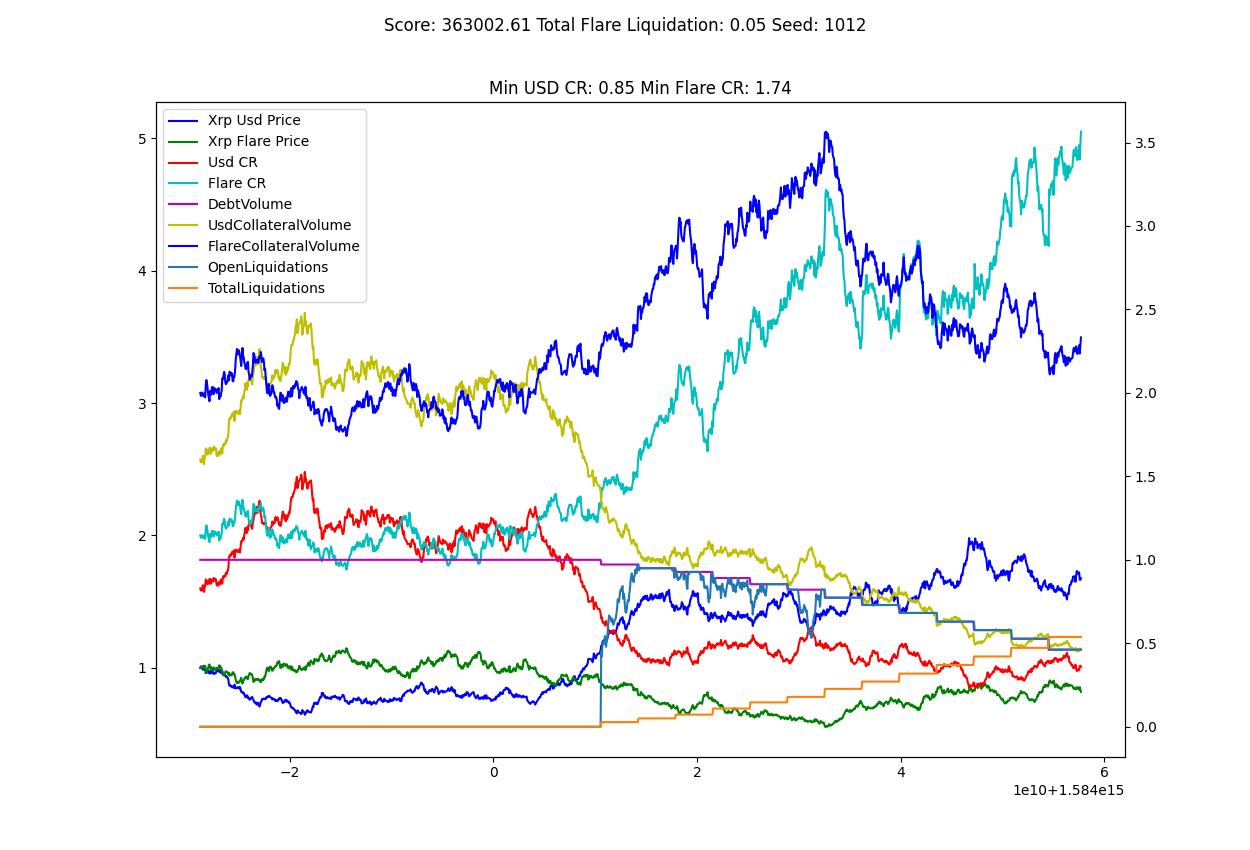 Score: 363002.61 Total Flare Liquidation: 0.05 Seed: 1012
Min USD CR: 0.85 Min Flare CR: 1.74
Xrp Usd Price
Xrp Flare Price
Usd CR
Flare CR
DebtVolume
UsdCollateralVolume
FlareCollateralVolume
OpenLiquidations
TotalLiquidations
5
4
3
2
1
3.5
3.0
2.5
2.0
1.5
1.0
0.5
0.0
−2
0
2
4
6
1e10+1.584e15